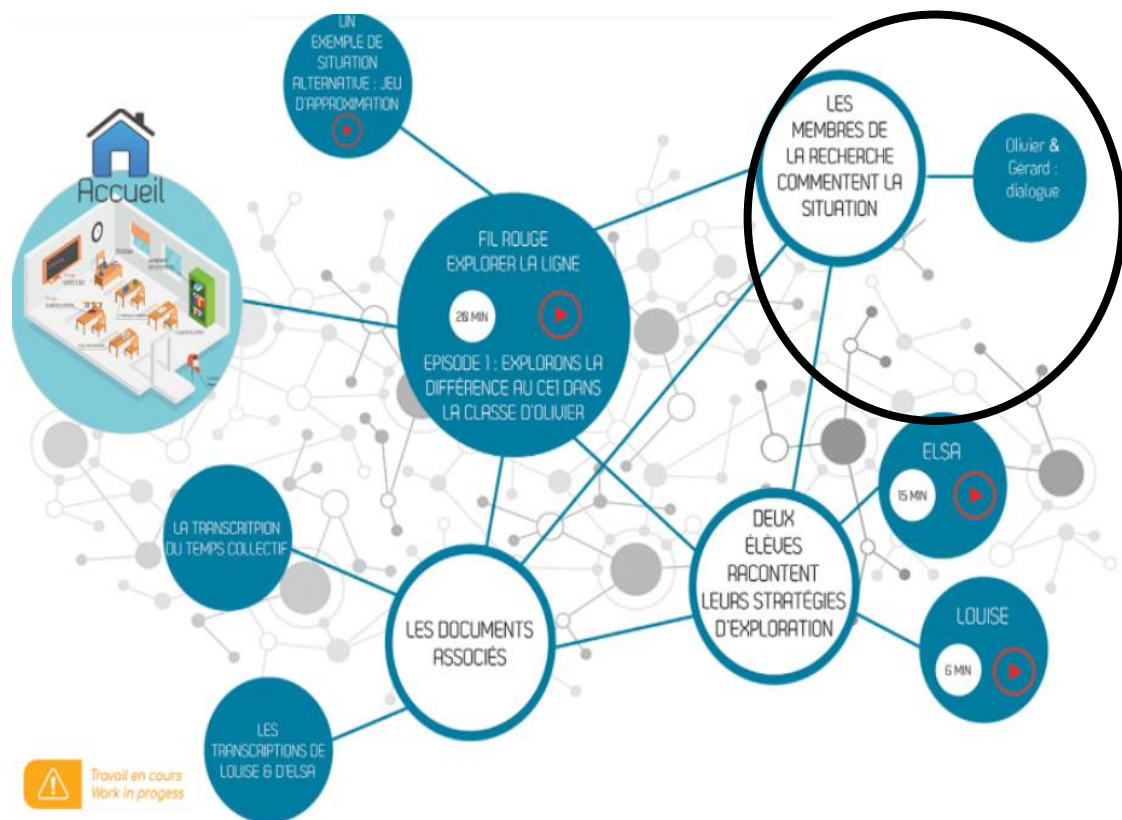 UN
EXEMPLE DE
SITUATION
ALTERNATIVE : JEU
D'APPROXIMATION
Accueil
LES
MEMBRES DE
LA RECHERCHE
COMMENTENT LA
SITUATION
Olivier &
Gérard :
dialogue
FIL ROUGE
EXPLORER LA LIGNE
20 MIN
EPISODE 1 : EXPLORONS LA
DIFFÉRENCE AU CE1 DANS
LA CLASSE D'OLIVIER
ELSA
15 MIN
LA TRANSCRITPION
DU TEMPS COLLECTIF
DEUX
ÉLÈVES
RACONTENT
LEURS STRATÉGIES
D'EXPLORATION
LES DOCUMENTS
ASSOCIÉS
LOUISE
6 MIN
LES
TRANSCRIPTIONS DE
LOUISE & D'ELSA
Travail en cours
Work in progess